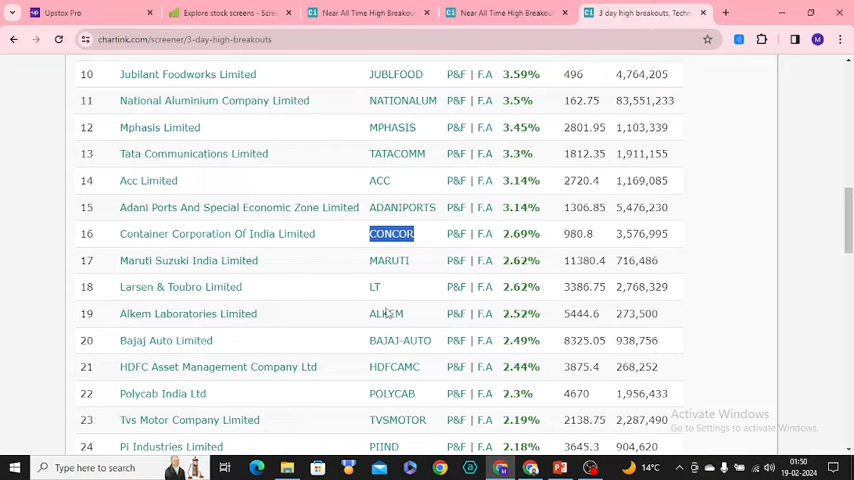 Upstox Pro
Explore stock screens - Scree
Near All Time High Breakouts,
Near All Time High Breakouts,
3 day high breakouts, Techn
chartink.com/screener/3-day-high-breakouts
10 Jubilant Foodworks Limited JUBLFOOD P&F | F.A 3.59% 496 4,764,205
11 National Aluminium Company Limited NATIONALUM P&F | F.A 3.5% 162.75 83,551,233
12 Mphasis Limited MPHASIS P&F | F.A 3.45% 2801.95 1,103,339
13 Tata Communications Limited TATACOMM P&F | F.A 3.3% 1812.35 1,911,155
14 Acc Limited ACC P&F | F.A 3.14% 2720.4 1,169,085
15 Adani Ports And Special Economic Zone Limited ADANIPORTS P&F | F.A 3.14% 1306.85 5,476,230
16 Container Corporation Of India Limited CONCOR P&F | F.A 2.69% 980.8 3,576,995
17 Maruti Suzuki India Limited MARUTI P&F | F.A 2.62% 11380.4 716,486
18 Larsen & Toubro Limited LT P&F | F.A 2.62% 3386.75 2,768,329
19 Alkem Laboratories Limited ALKEM P&F | F.A 2.52% 5444.6 273,500
20 Bajaj Auto Limited BAJAJ-AUTO P&F | F.A 2.49% 8325.05 938,756
21 HDFC Asset Management Company Ltd HDFCAMC P&F | F.A 2.44% 3875.4 268,252
22 Polycab India Ltd POLYCAB P&F | F.A 2.3% 4670 1,956,433
23 Tvs Motor Company Limited TVSMOTOR P&F | F.A 2.19% 2138.75 2,287,490
24 Pi Industries Limited PIIND P&F | F.A 2.18% 3645.3 904,620
Activate Windows
Go to Settings to activate Windows.
Type here to search
14°C
01:50
19-02-2024